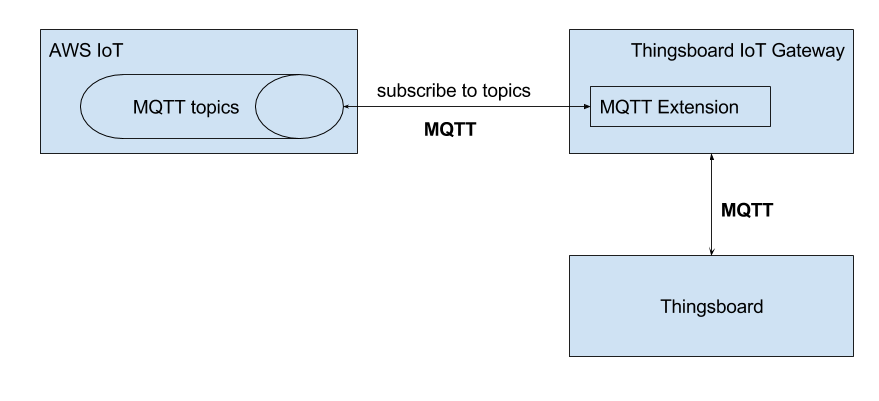 AWS IoT
Thingsboard IoT Gateway
MQTT topics
subscribe to topics
MQTT Extension
MQTT
MQTT
Thingsboard